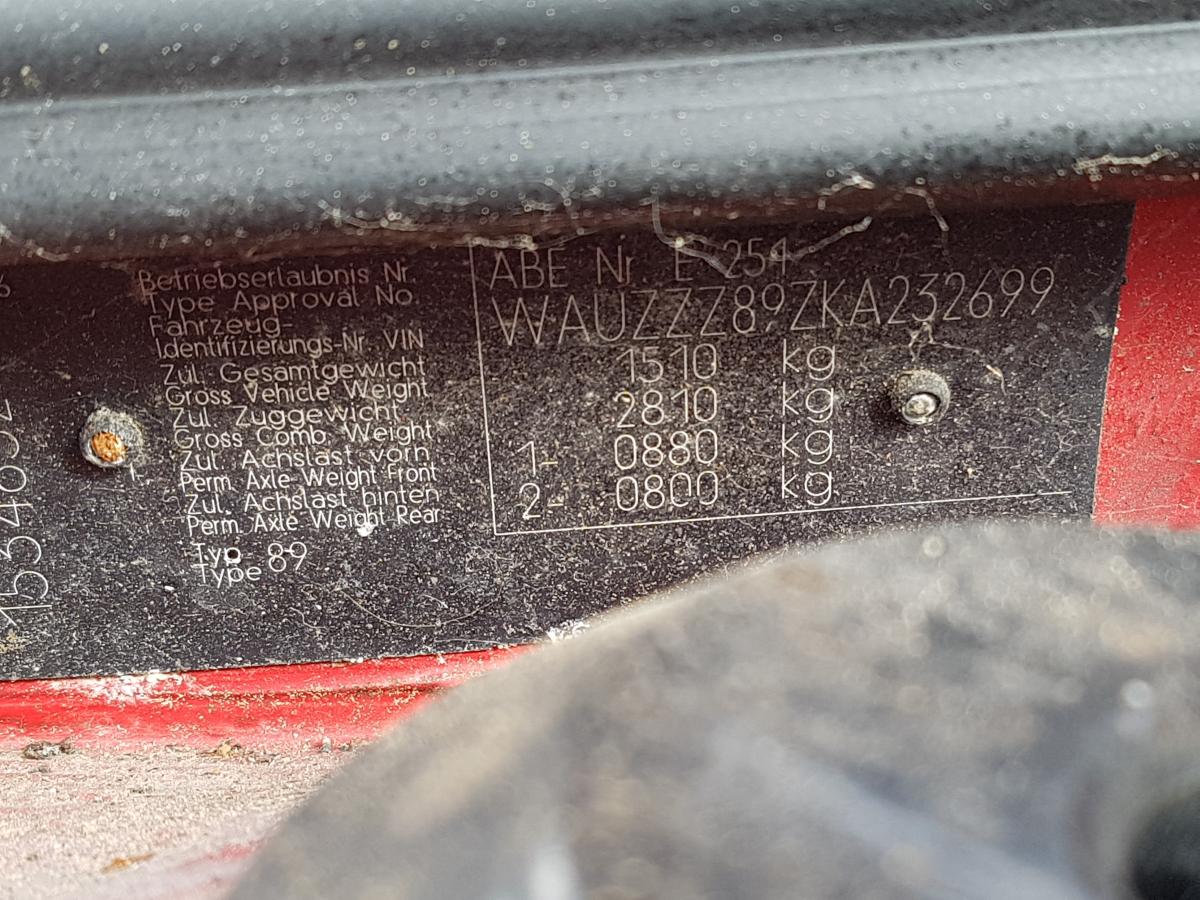 Betriebserlaubnis Nr.
Type Approval No.
ABE Nr E 254
Fahrzeug-
Identifizierungs-Nr. VIN
WAUZZZ89ZKA232699
Zul. Gesamtgewicht
Gross Vehicle Weight
1510 kg
Zul. Zuggewicht
Gross Comb. Weight
2810 kg
Zul. Achslast vorn
Perm. Axle Weight Front
1- 0880 kg
Zul. Achslast hinten
Perm. Axle Weight Rear
2- 0800 kg
Typ
Type 89